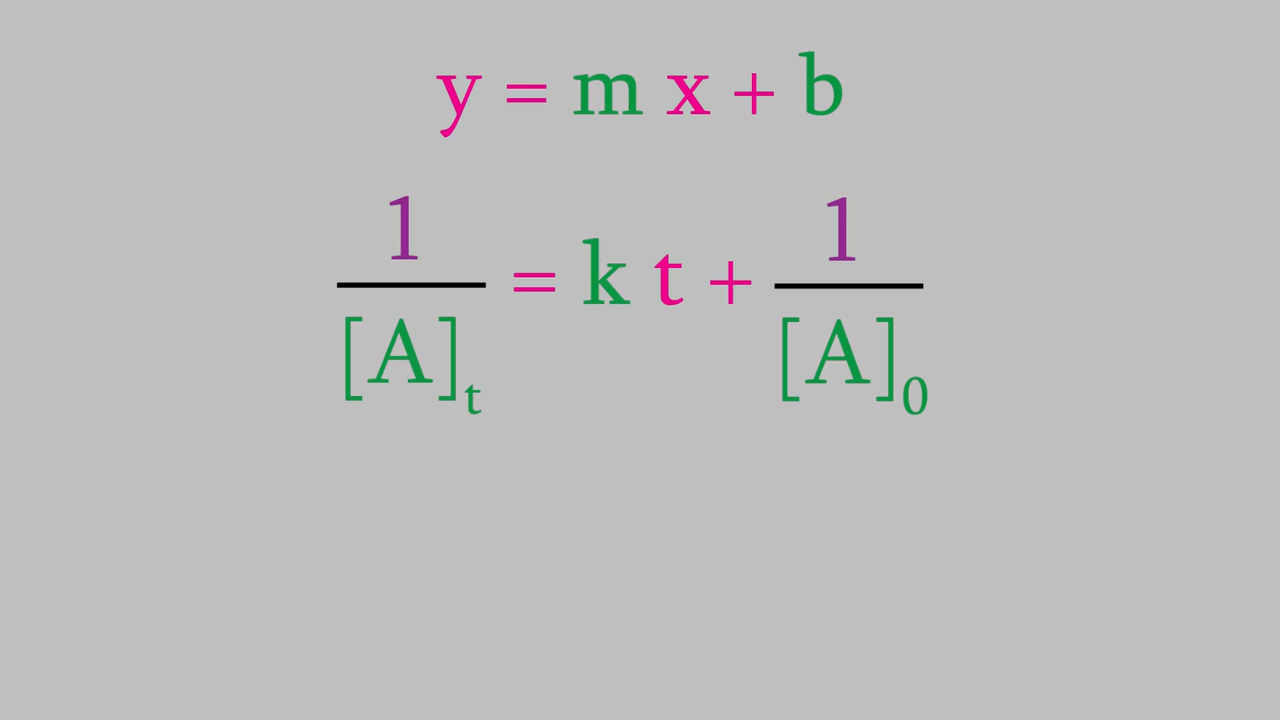 y = m x + b
1/[A]t = k t + 1/[A]0